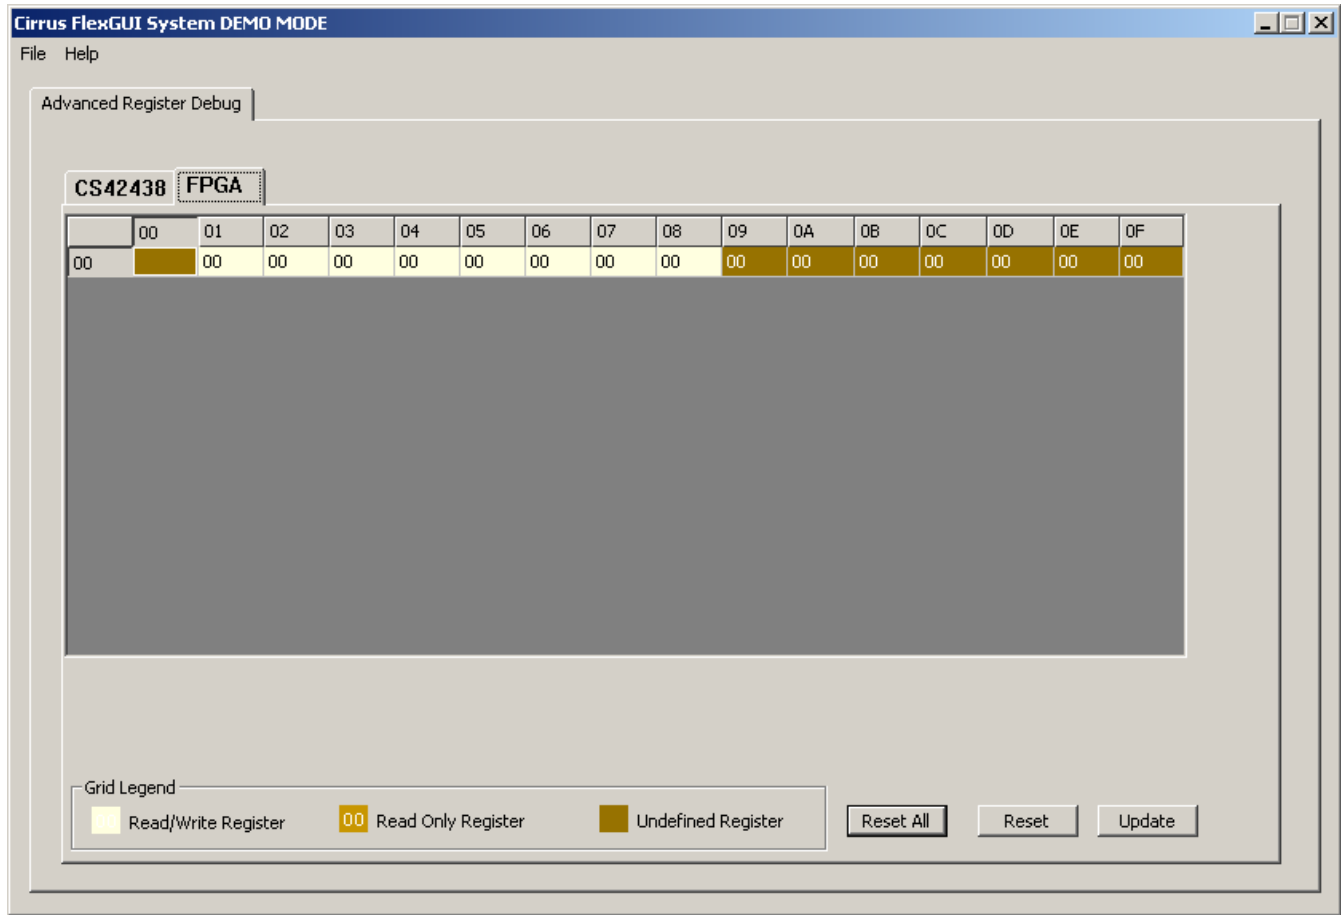 Cirrus FlexGUI System DEMO MODE
File Help
Advanced Register Debug
CS42438 FPGA
00 01 02 03 04 05 06 07 08 09 0A 0B 0C 0D 0E 0F
00 00 00 00 00 00 00 00 00 00 00 00 00 00 00 00
Grid Legend
Read/Write Register 00 Read Only Register Undefined Register Reset All Reset Update